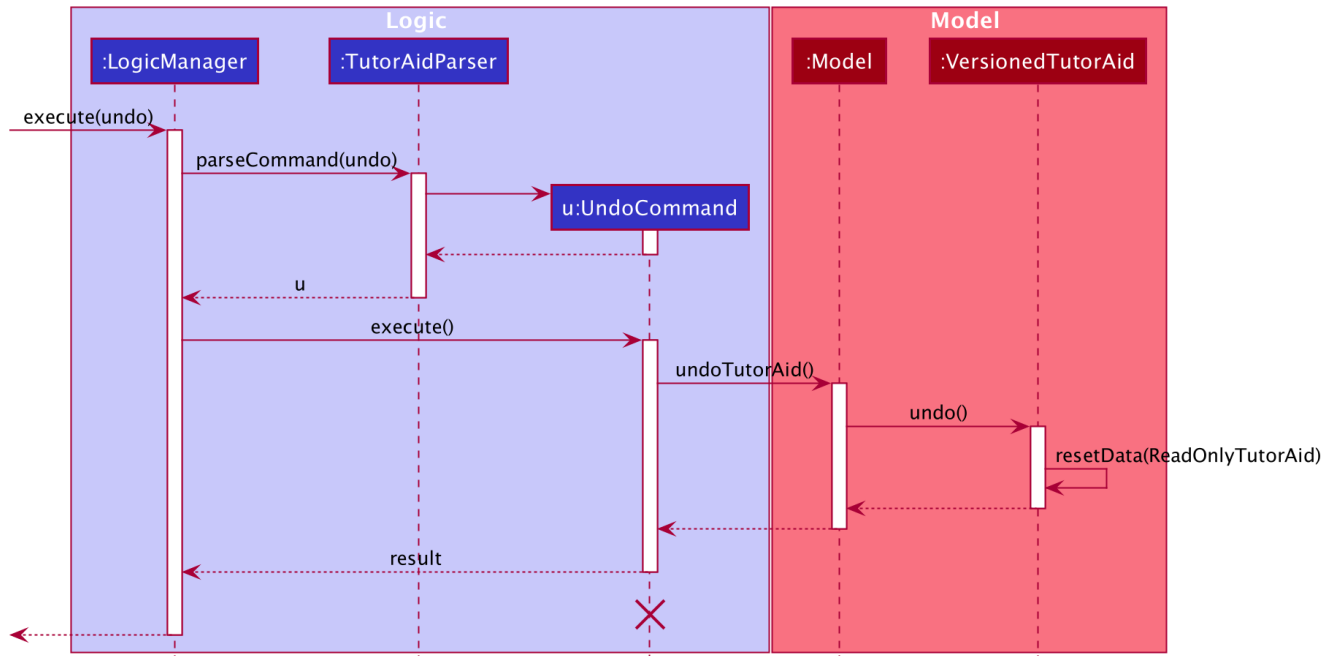 Logic
Model
:LogicManager
:TutorAidParser
:Model
:VersionedTutorAid
execute(undo)
parseCommand(undo)
u:UndoCommand
u
execute()
undoTutorAid()
undo()
resetData(ReadOnlyTutorAid)
result